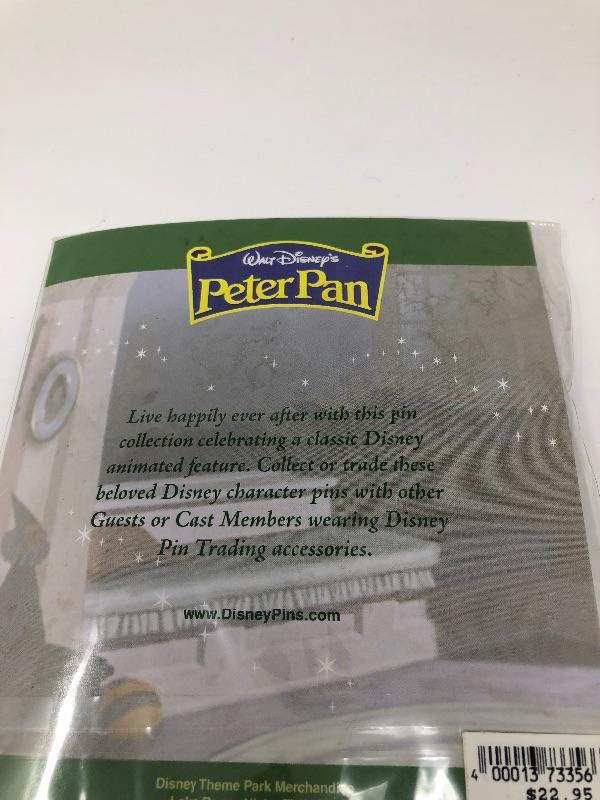 Walt Disney's
Peter Pan
Live happily ever after with this pin
collection celebrating a classic Disney
animated feature. Collect or trade these
beloved Disney character pins with other
Guests or Cast Members wearing Disney
Pin Trading accessories.
www.DisneyPins.com
Disney Theme Park Merchandise
4 00013 73356
$22.95